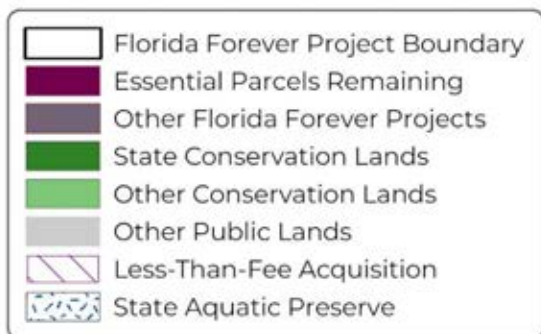 Florida Forever Project Boundary
Essential Parcels Remaining
Other Florida Forever Projects
State Conservation Lands
Other Conservation Lands
Other Public Lands
Less-Than-Fee Acquisition
State Aquatic Preserve